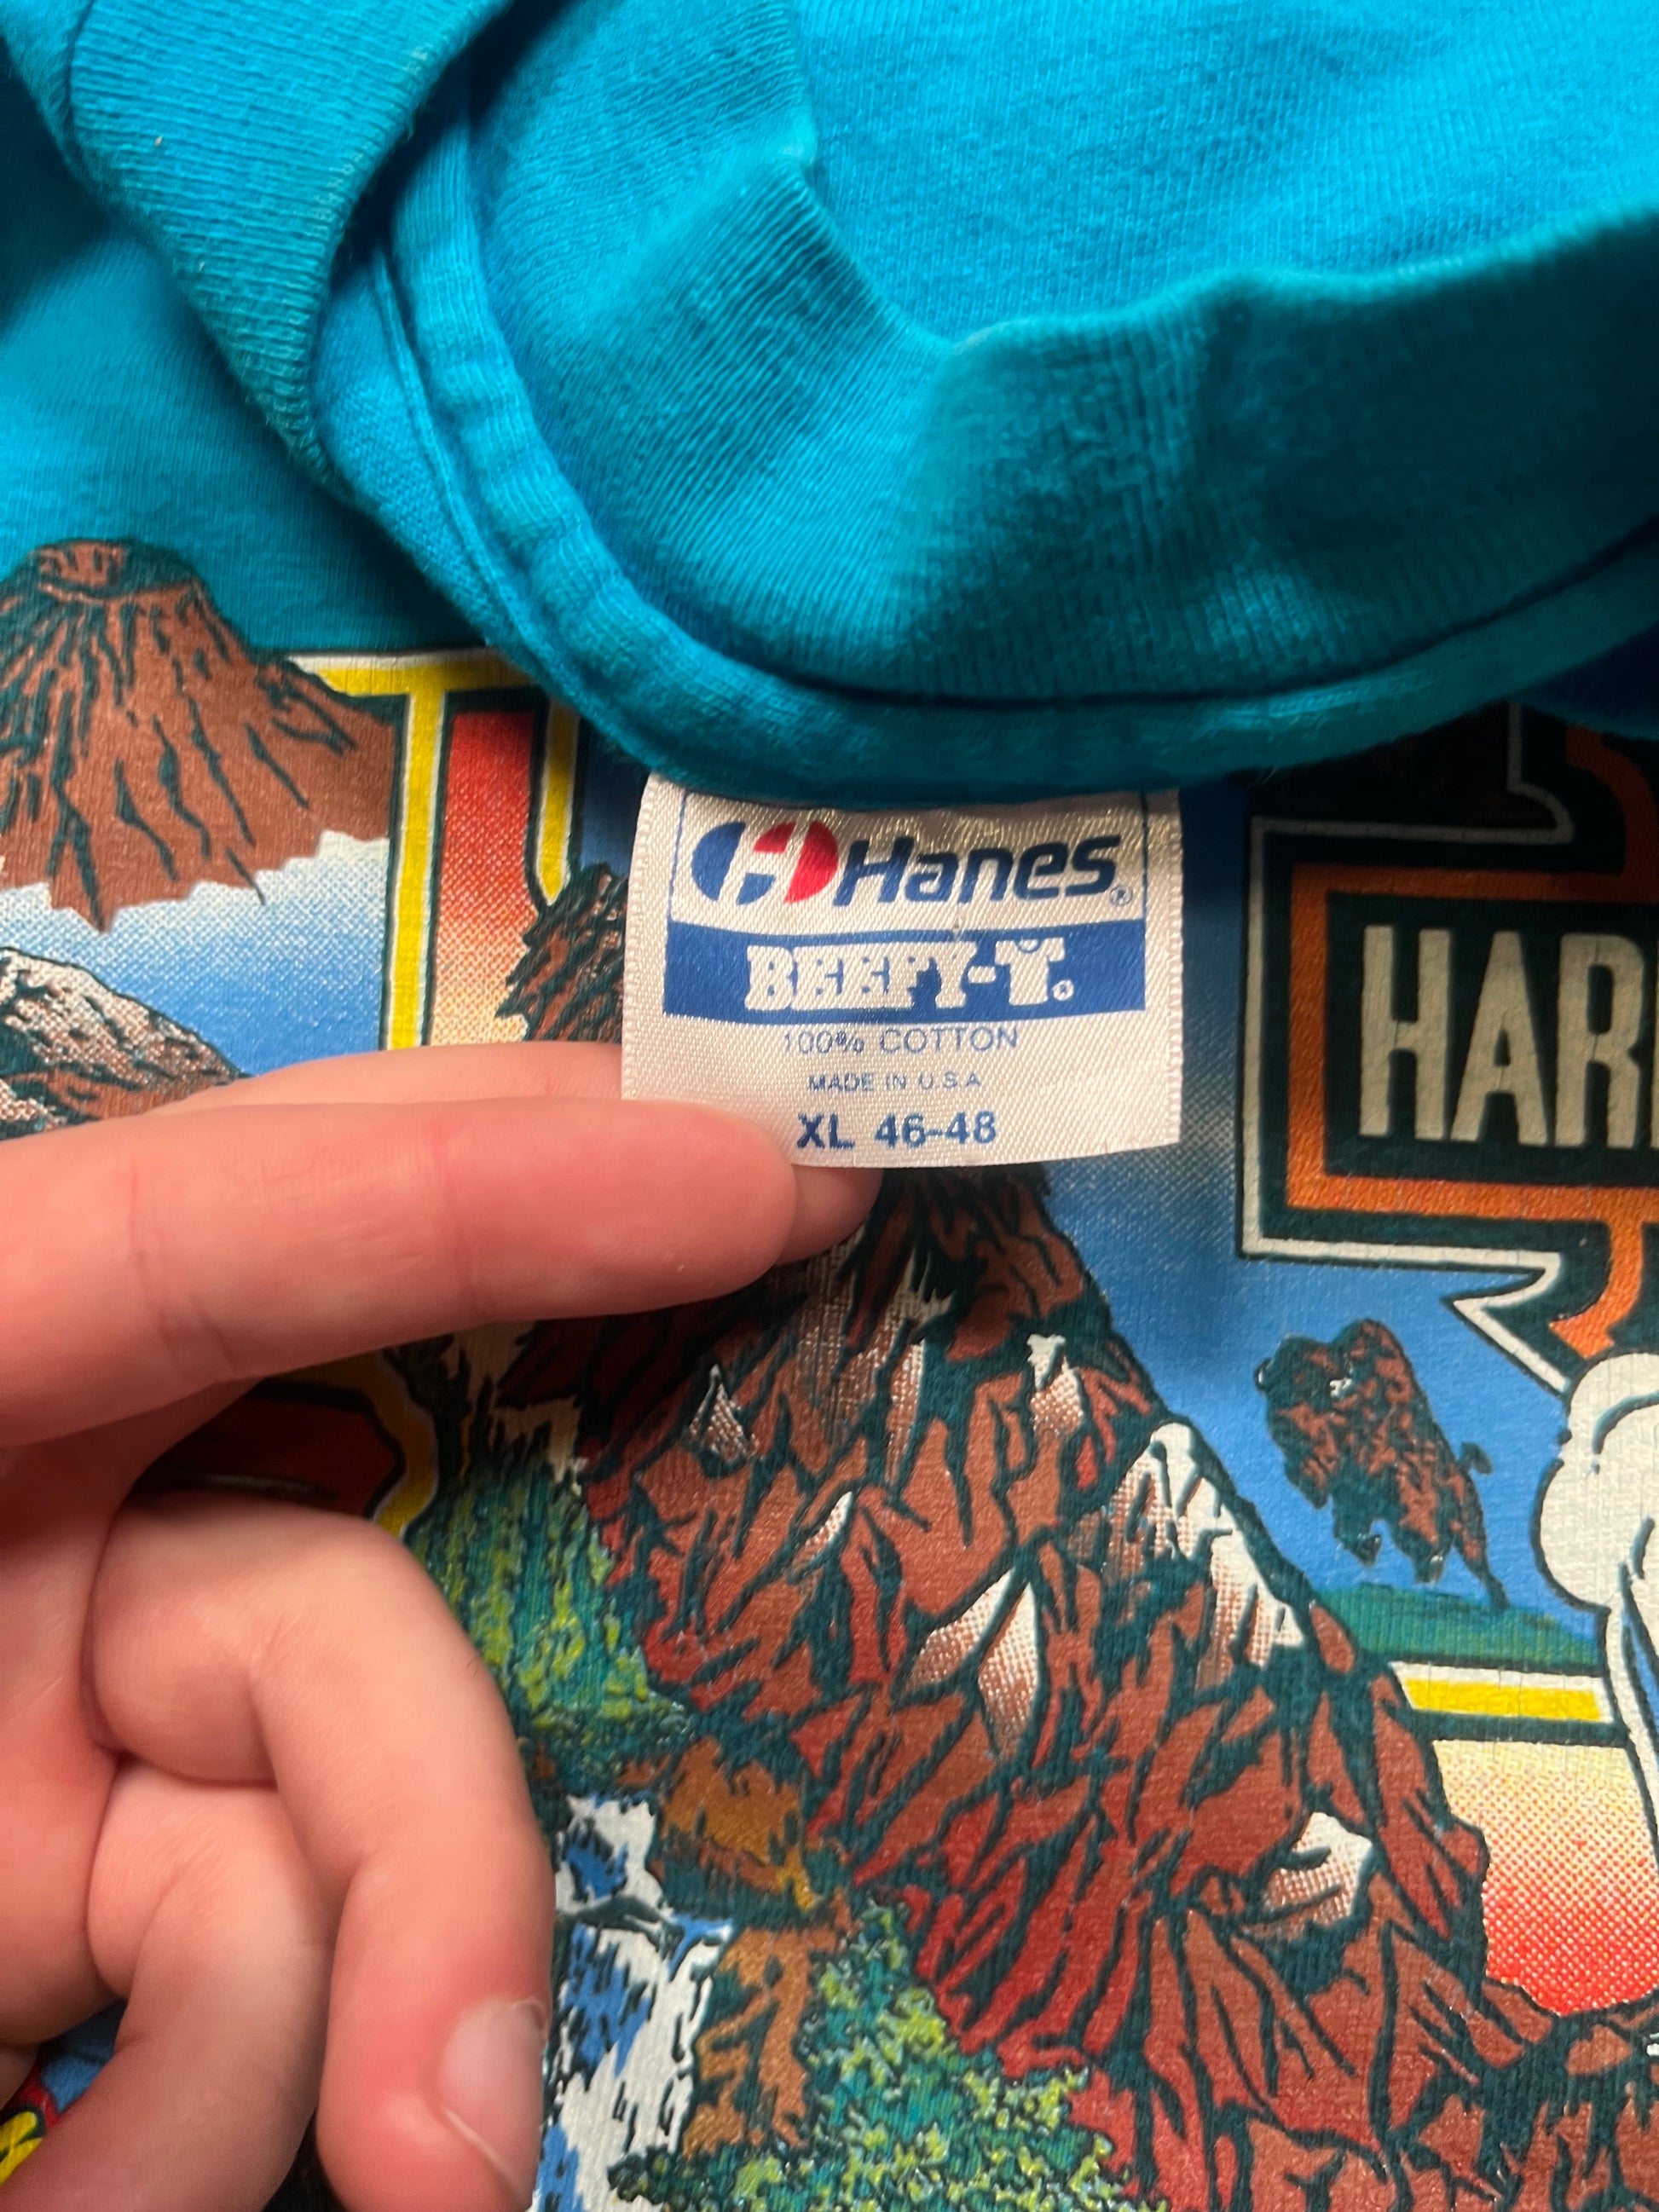 Hanes®
BEEFY-T®
100% COTTON
MADE IN U.S.A
XL 46-48
HAR